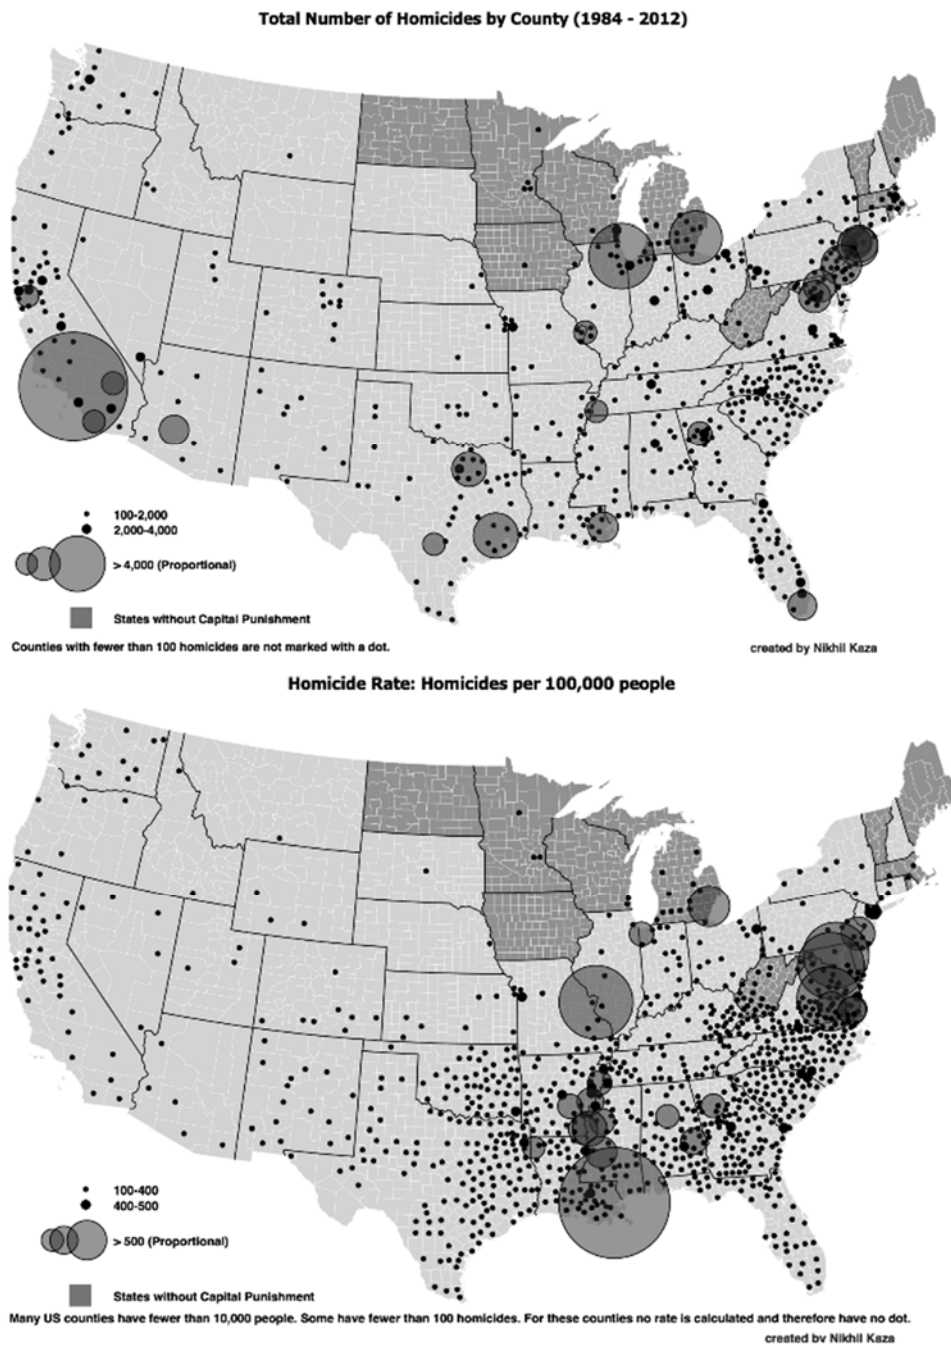 Total Number of Homicides by County (1984 - 2012)
100-2,000
2,000-4,000
> 4,000 (Proportional)
States without Capital Punishment
Counties with fewer than 100 homicides are not marked with a dot.
created by Nikhil Kaza
Homicide Rate: Homicides per 100,000 people
100-400
400-500
> 500 (Proportional)
States without Capital Punishment
Many US counties have fewer than 10,000 people. Some have fewer than 100 homicides. For these counties no rate is calculated and therefore have no dot.
created by Nikhil Kaza